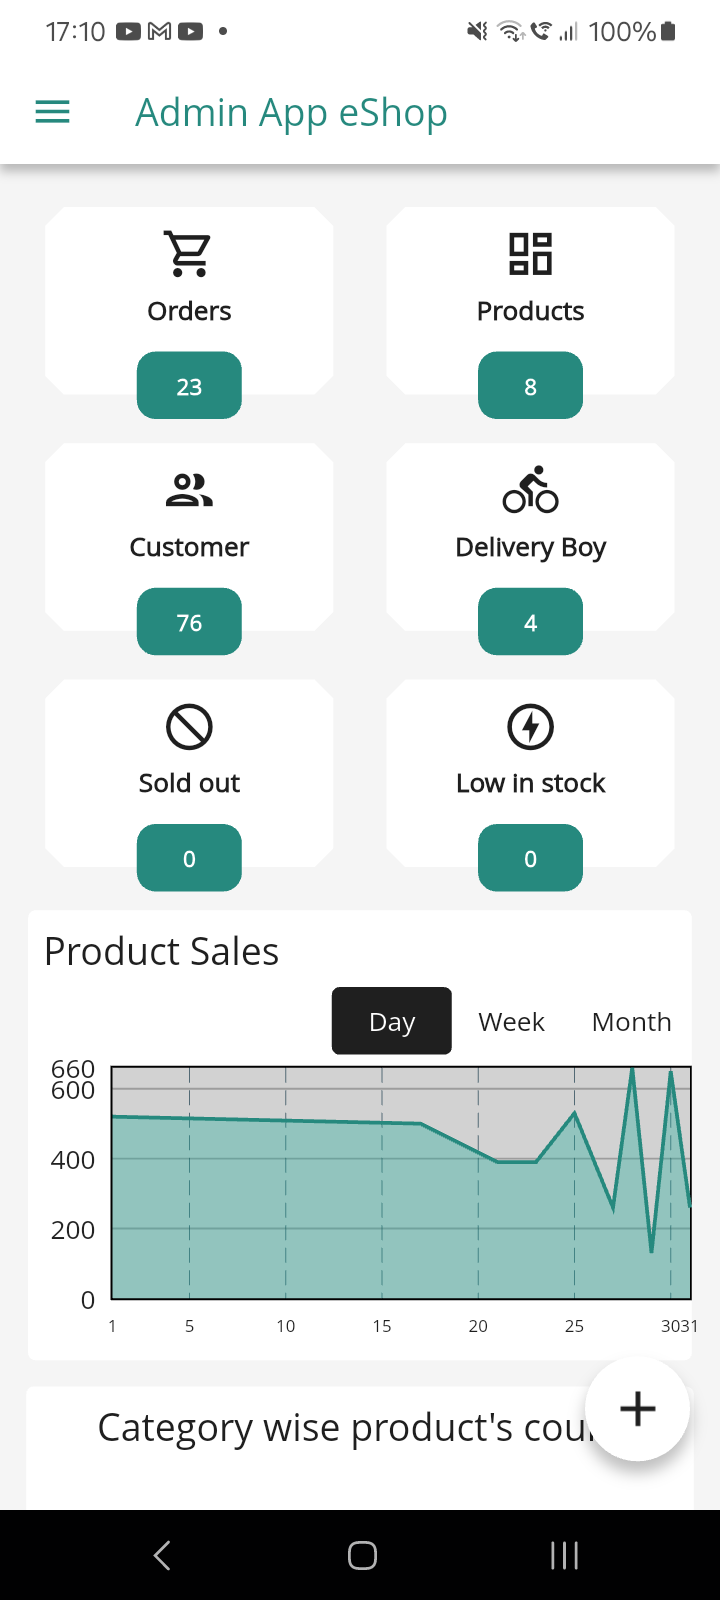 17:10 100%
Admin App eShop
Orders Products
23 8
Customer Delivery Boy
76 4
Sold out Low in stock
0 0
Product Sales
Day Week Month
660
600
400
200
0
1 5 10 15 20 25 30 31
Category wise product's cou